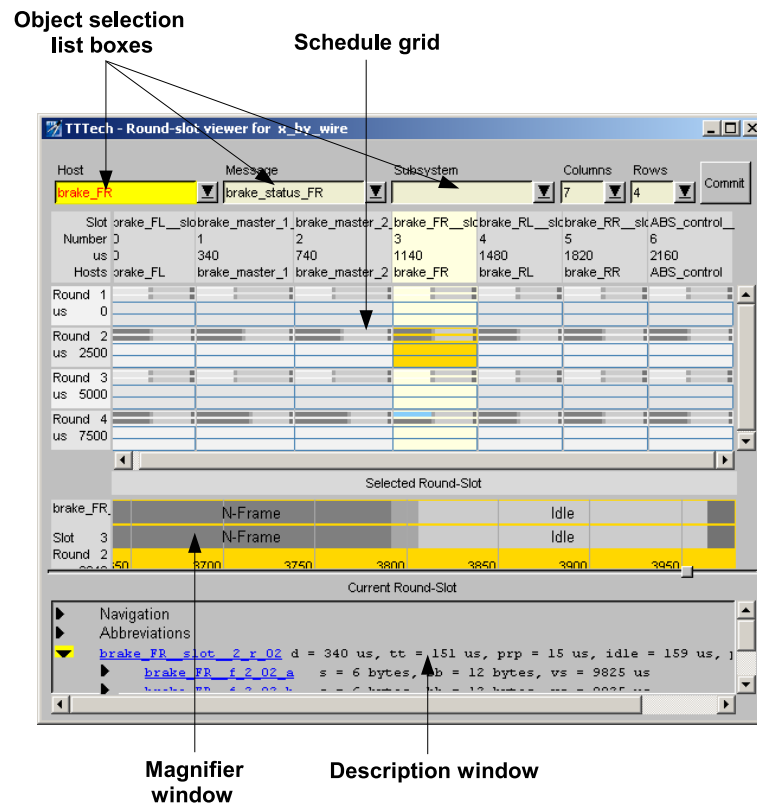 Object selection
list boxes
Schedule grid
TTTech - Round-slot viewer for x_by_wire
Host Message Subsystem Columns Rows
brake_FR brake_status_FR 7 4 Commit
Slot brake_FL__slo brake_master_1_ brake_master_2_ brake_FR__slo brake_RL__slo brake_RR__slo ABS_control_
Number 0 1 2 3 4 5 6
us 0 340 740 1140 1480 1820 2160
Hosts brake_FL brake_master_1 brake_master_2 brake_FR brake_RL brake_RR ABS_control
Round 1
us 0
Round 2
us 2500
Round 3
us 5000
Round 4
us 7500
Selected Round-Slot
brake_FR_ N-Frame Idle
Slot 3 N-Frame Idle
Round 2
3700 3750 3800 3850 3900 3950
Current Round-Slot
Navigation
Abbreviations
brake_FR__slot__2_r_02 d = 340 us, tt = 151 us, prp = 15 us, idle = 159 us,
brake_FR__f_2_02_a s = 6 bytes, bb = 12 bytes, vs = 9825 us
Magnifier
window
Description window